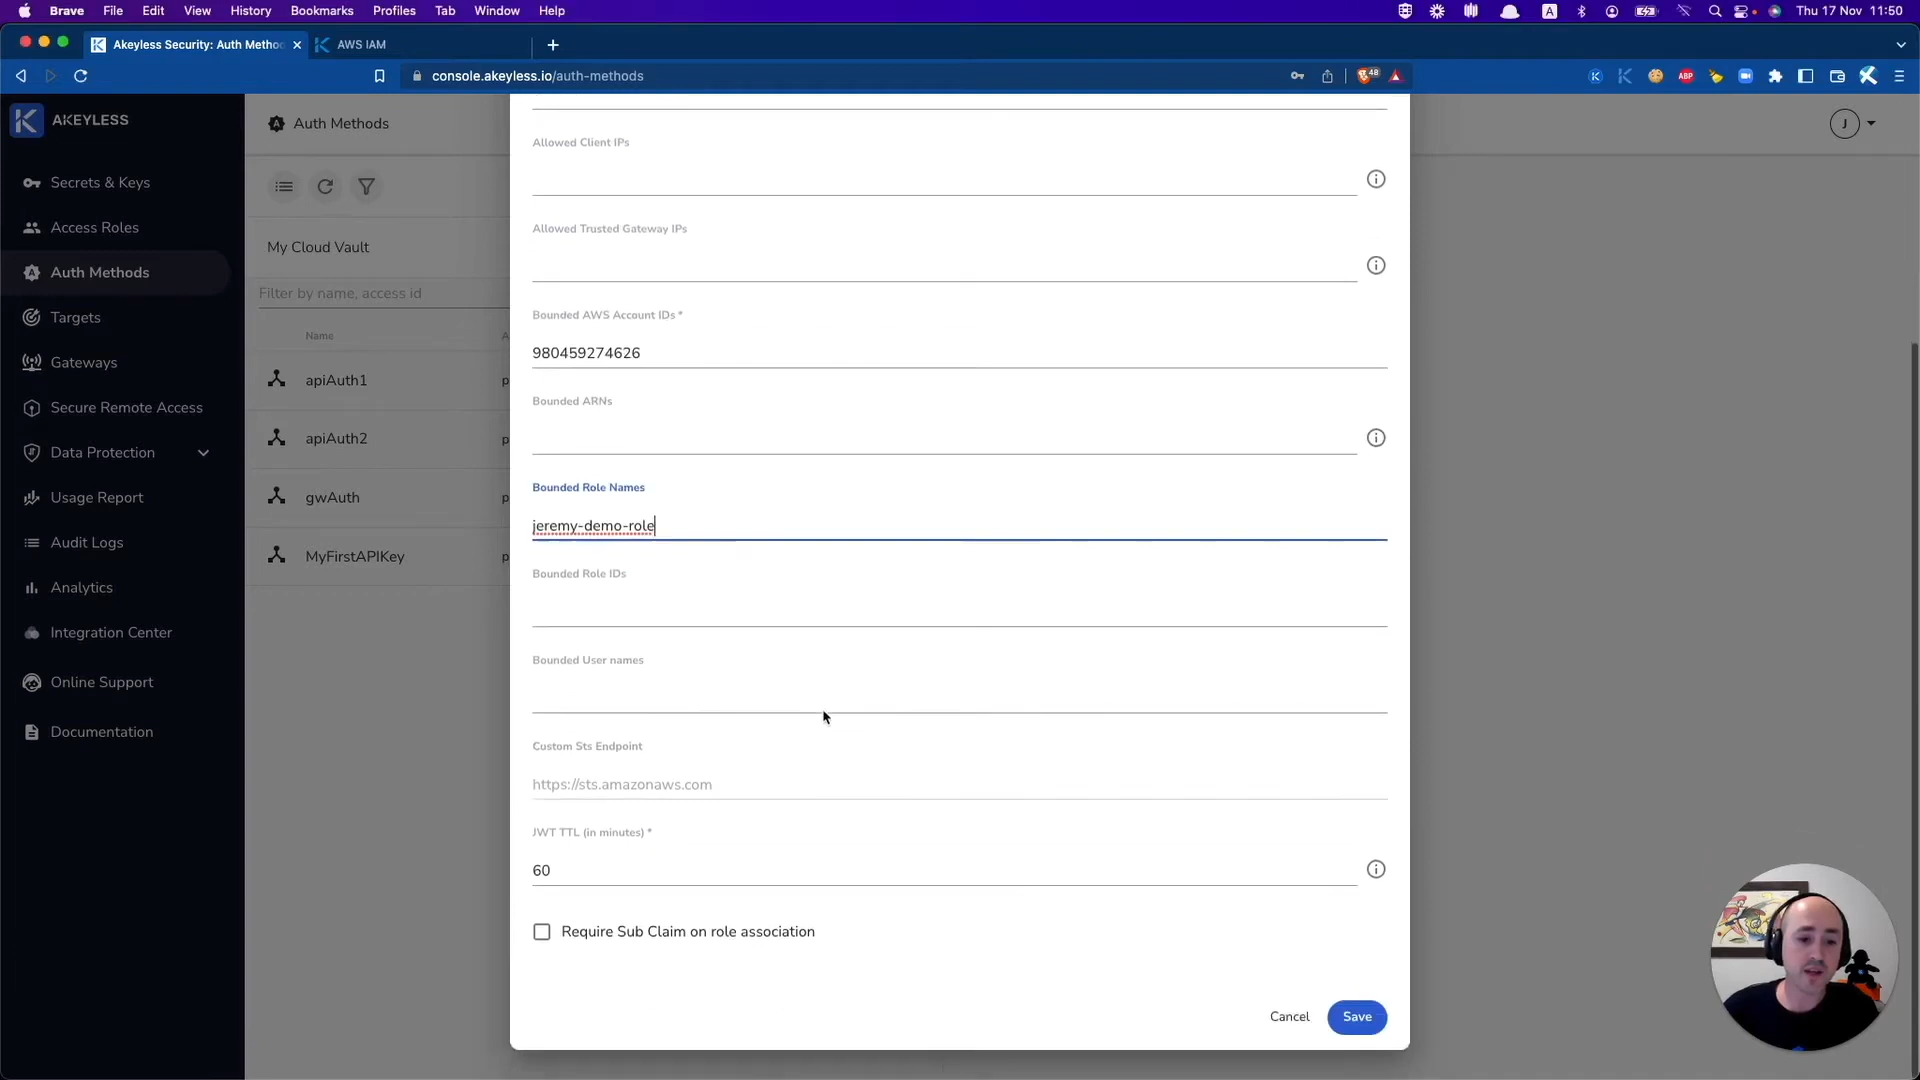 Brave File Edit View History Bookmarks Profiles Tab Window Help
A
Thu 17 Nov 11:50
Akeyless Security: Auth Metho
AWS IAM
console.akeyless.io/auth-methods
48
ABP
AKEYLESS
Auth Methods
J
Secrets & Keys
Access Roles
Auth Methods
Targets
Gateways
Secure Remote Access
Data Protection
Usage Report
Audit Logs
Analytics
Integration Center
Online Support
Documentation
My Cloud Vault
Filter by name, access id
Name
A
apiAuth1
p
apiAuth2
p
gwAuth
p
MyFirstAPIKey
p
Allowed Client IPs
Allowed Trusted Gateway IPs
Bounded AWS Account IDs *
980459274626
Bounded ARNs
Bounded Role Names
jeremy-demo-role
Bounded Role IDs
Bounded User names
Custom Sts Endpoint
https://sts.amazonaws.com
JWT TTL (in minutes) *
60
Require Sub Claim on role association
Cancel
Save